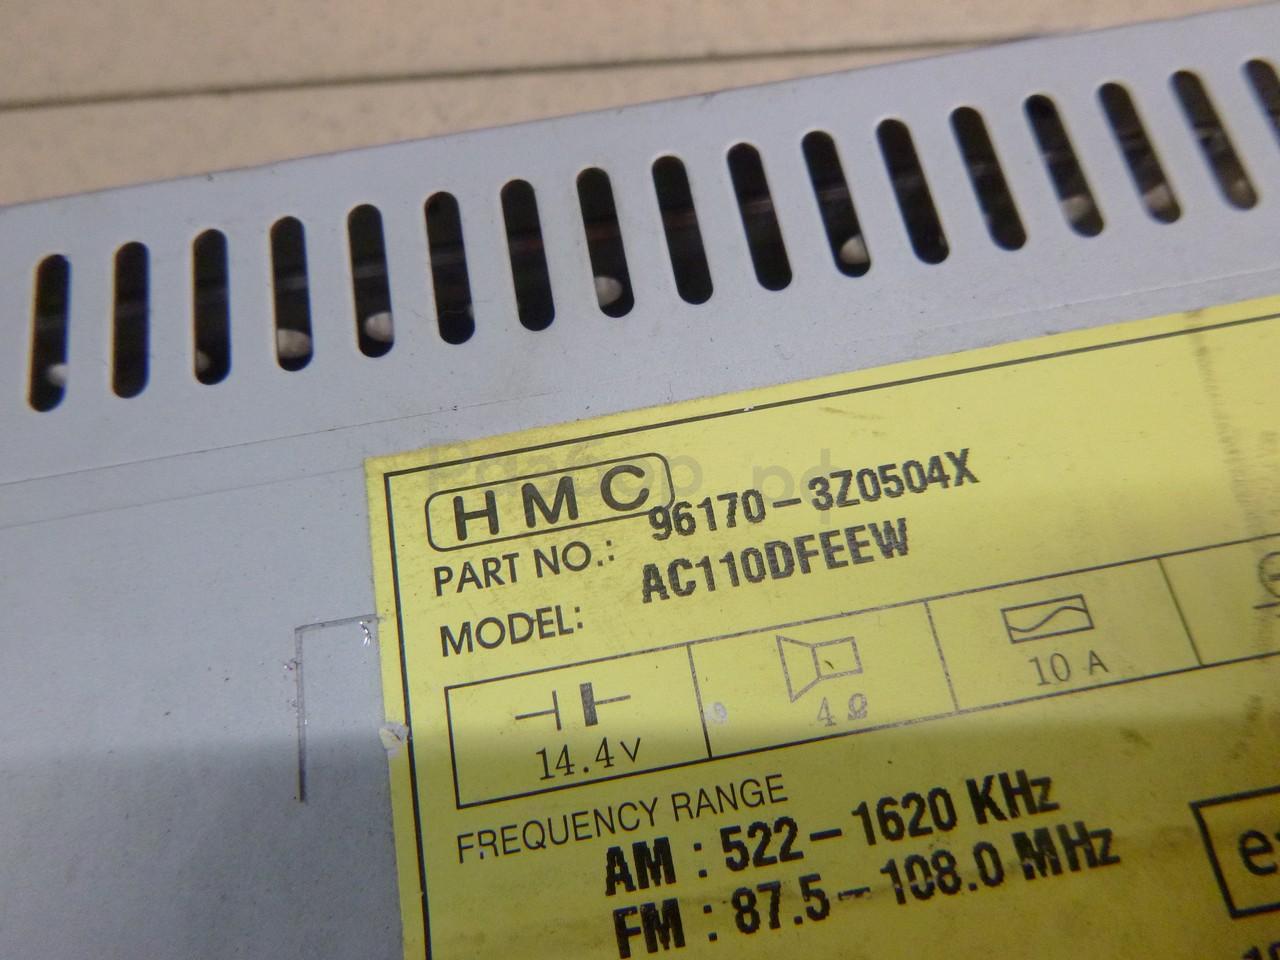 HMC
PART NO.: 96170-3Z0504X
MODEL: AC110DFEEW
14.4V
4Ω
10 A
FREQUENCY RANGE
AM : 522-1620 KHz
FM : 87.5-108.0 MHz